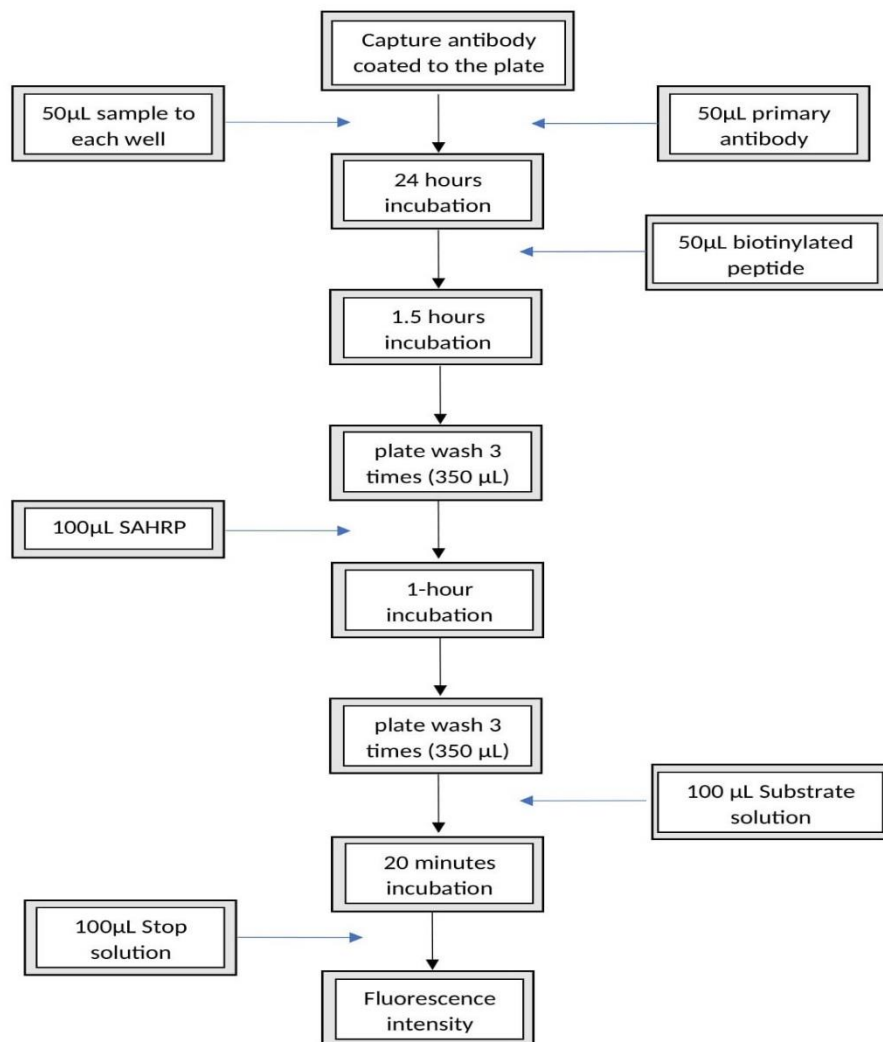 Capture antibody
coated to the plate
50µL sample to
each well
50µL primary
antibody
24 hours
incubation
50µL biotinylated
peptide
1.5 hours
incubation
plate wash 3
times (350 µL)
100µL SAHRP
1-hour
incubation
plate wash 3
times (350 µL)
100 µL Substrate
solution
20 minutes
incubation
100µL Stop
solution
Fluorescence
intensity